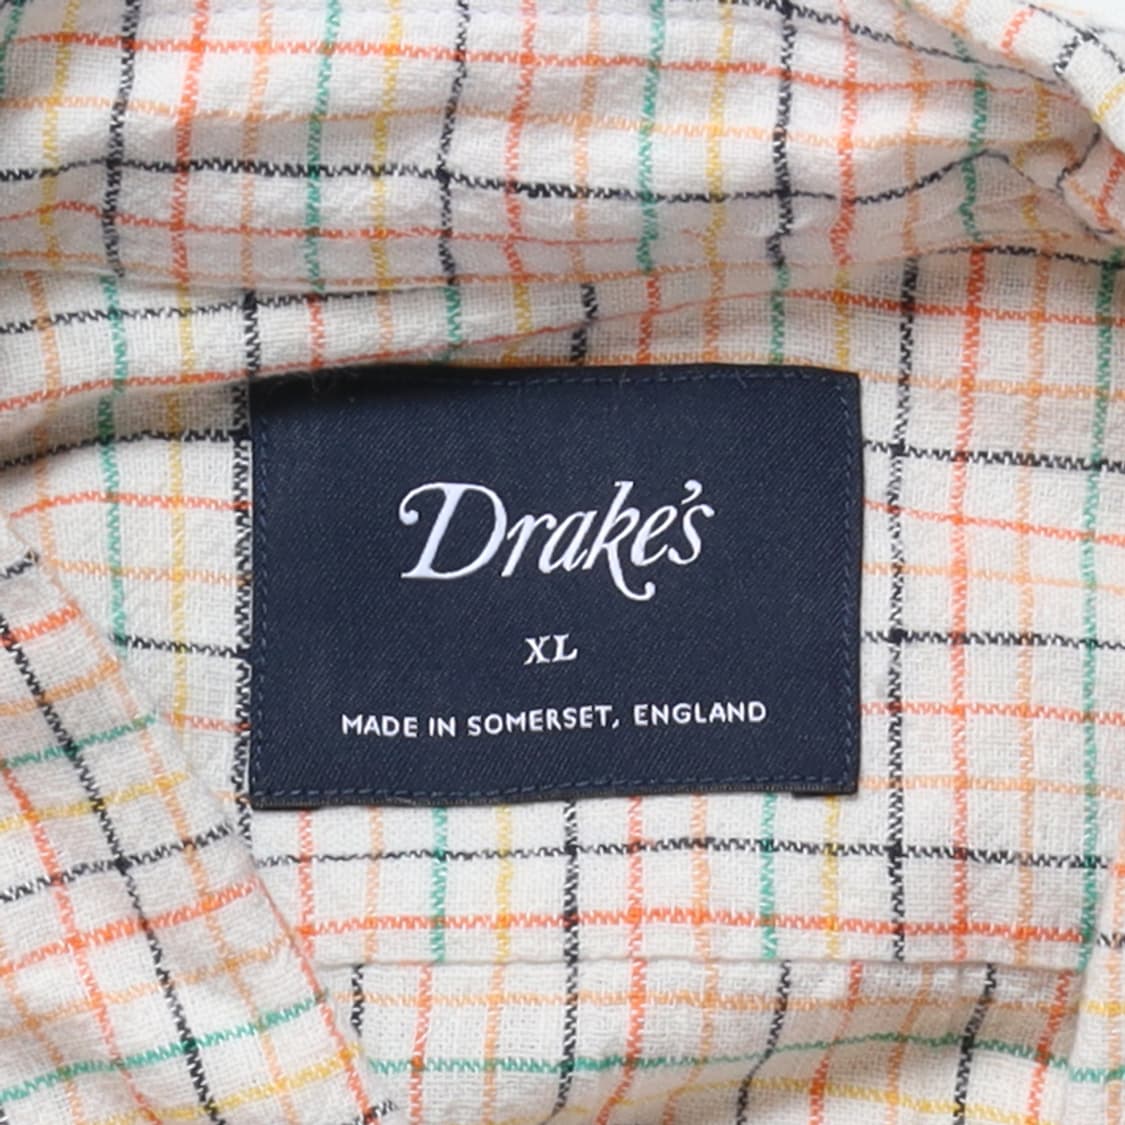 Drake's
XL
MADE IN SOMERSET, ENGLAND